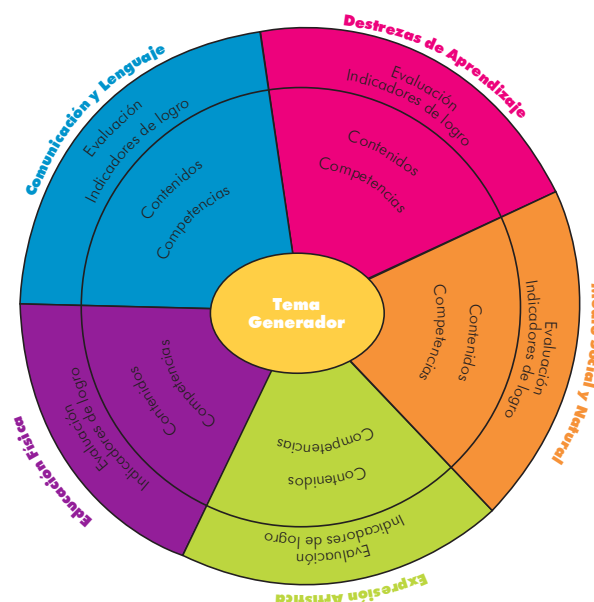 Destrezas de Aprendizaje
Evaluación
Indicadores de logro
Contenidos
Competencias
Comunicación y Lenguaje
Evaluación
Indicadores de logro
Contenidos
Competencias
Tema
Generador
Social y Natural
Evaluación
Indicadores de logro
Contenidos
Competencias
Educación Física
Evaluación
Indicadores de logro
Contenidos
Competencias
Competencias
Contenidos
Indicadores de logro
Evaluación
Expresión Artística